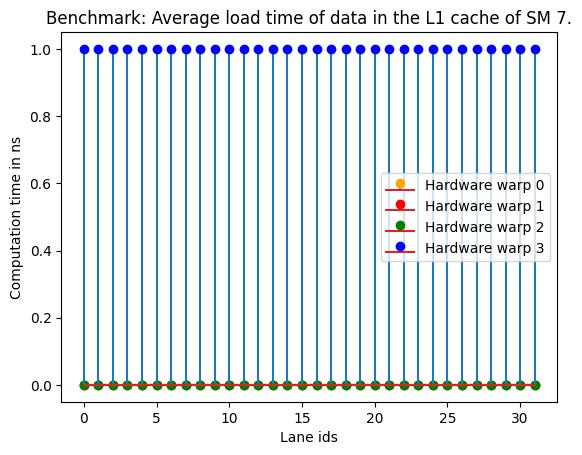 Benchmark: Average load time of data in the L1 cache of SM 7.
Computation time in ns
1.0
0.8
0.6
0.4
0.2
0.0
Hardware warp 0
Hardware warp 1
Hardware warp 2
Hardware warp 3
0 5 10 15 20 25 30
Lane ids